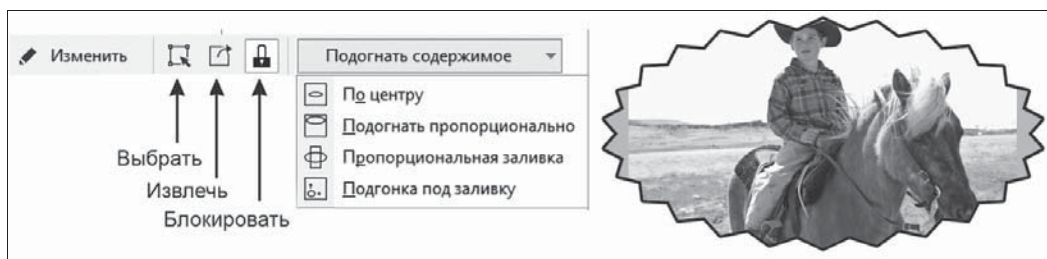 Изменить
Подогнать содержимое
По центру
Подогнать пропорционально
Пропорциональная заливка
Подгонка под заливку
Выбрать
Извлечь
Блокировать